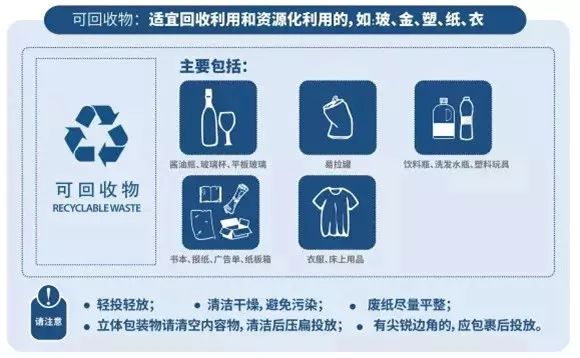 可回收物：适宜回收利用和资源化利用的，如：玻、金、塑、纸、衣
主要包括：
可回收物
RECYCLABLE WASTE
酱油瓶、玻璃杯、平板玻璃
易拉罐
饮料瓶、洗发水瓶、塑料玩具
书本、报纸、广告单、纸板箱
衣服、床上用品
请注意
● 轻投轻放； ● 清洁干燥，避免污染； ● 废纸尽量平整；
● 立体包装物请清空内容物，清洁后压扁投放； ● 有尖锐边角的，应包裹后投放。